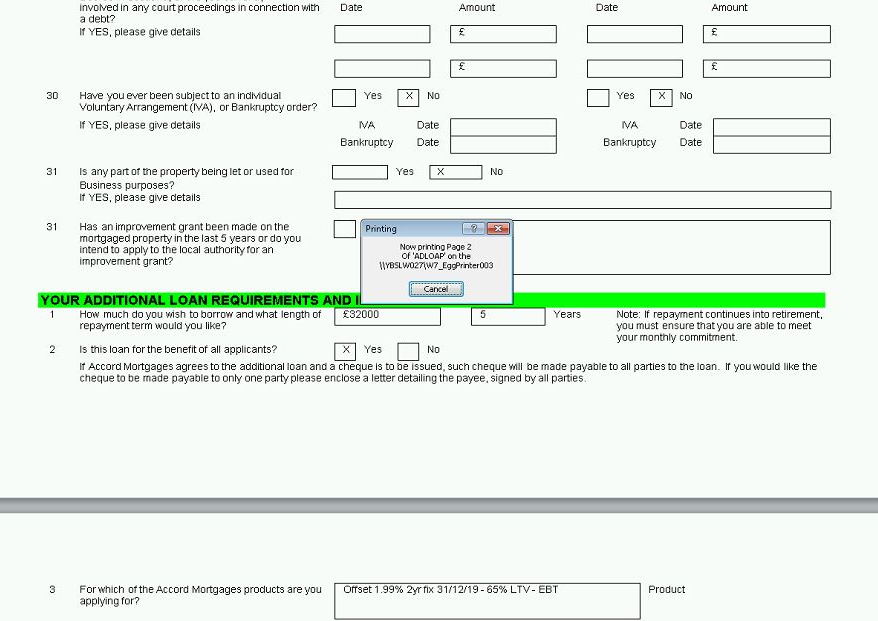 involved in any court proceedings in connection with Date Amount Date Amount
a debt?
If YES, please give details £ £
£ £
30 Have you ever been subject to an individual Yes X No Yes X No
Voluntary Arrangement (IVA), or Bankruptcy order?
If YES, please give details IVA Date IVA Date
Bankruptcy Date Bankruptcy Date
31 Is any part of the property being let or used for Yes X No
Business purposes?
If YES, please give details
31 Has an improvement grant been made on the
mortgaged property in the last 5 years or do you
intend to apply to the local authority for an
improvement grant?
Printing ?
Now printing Page 2
Of 'ADLOAP' on the
\\YBSLW027\W7_EggPrinter003
Cancel
YOUR ADDITIONAL LOAN REQUIREMENTS AND
1 How much do you wish to borrow and what length of £32000 5 Years Note: If repayment continues into retirement,
repayment term would you like? you must ensure that you are able to meet
your monthly commitment.
2 Is this loan for the benefit of all applicants? X Yes No
If Accord Mortgages agrees to the additional loan and a cheque is to be issued, such cheque will be made payable to all parties to the loan. If you would like the
cheque to be made payable to only one party please enclose a letter detailing the payee, signed by all parties.
3 For which of the Accord Mortgages products are you Offset 1.99% 2yr fix 31/12/19 - 65% LTV - EBT Product
applying for?